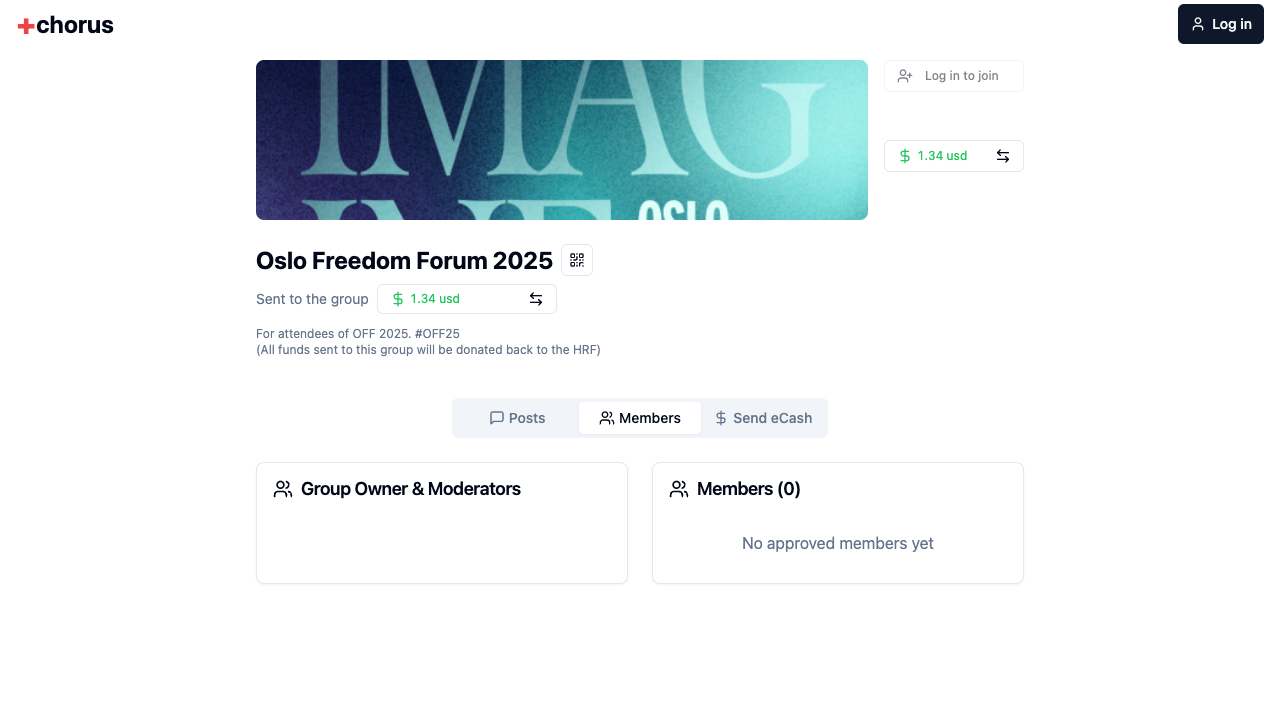 +chorus
Log in
IMAG
INE
OSLO
Log in to join
1.34 usd
Oslo Freedom Forum 2025
Sent to the group
1.34 usd
For attendees of OFF 2025. #OFF25
(All funds sent to this group will be donated back to the HRF)
Posts
Members
Send eCash
Group Owner & Moderators
Members (0)
No approved members yet